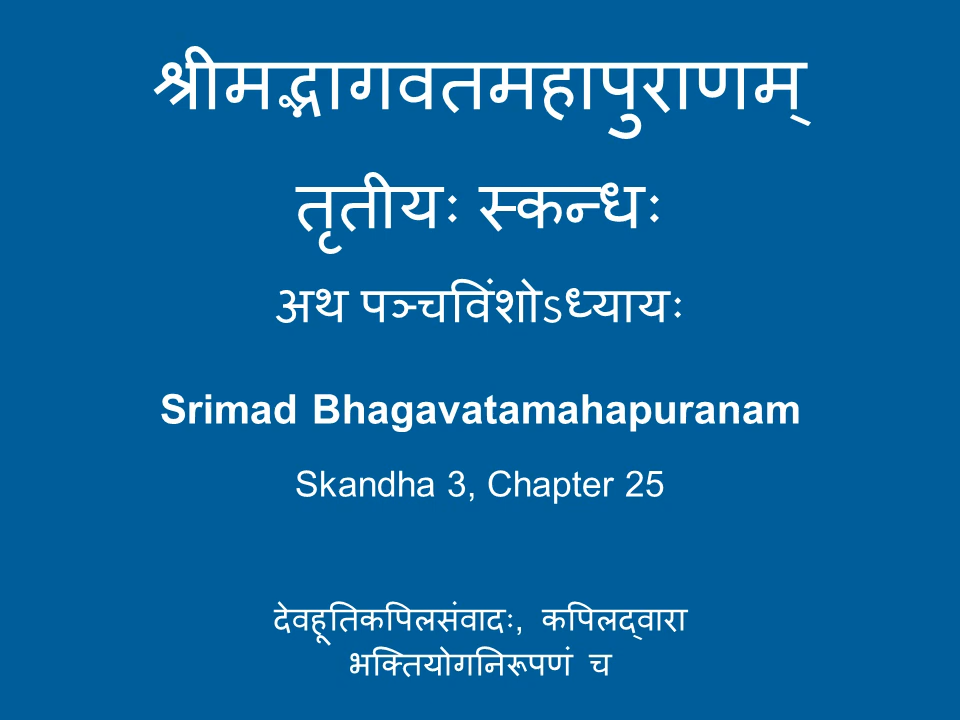 श्रीमद्भागवतमहापुराणम्
तृतीयः स्कन्धः
अथ पञ्चविंशोऽध्यायः
Srimad Bhagavatamahapuranam
Skandha 3, Chapter 25
देवहूतिकपिलसंवादः, कपिलद्वारा
भक्तियोगनिरूपणं च